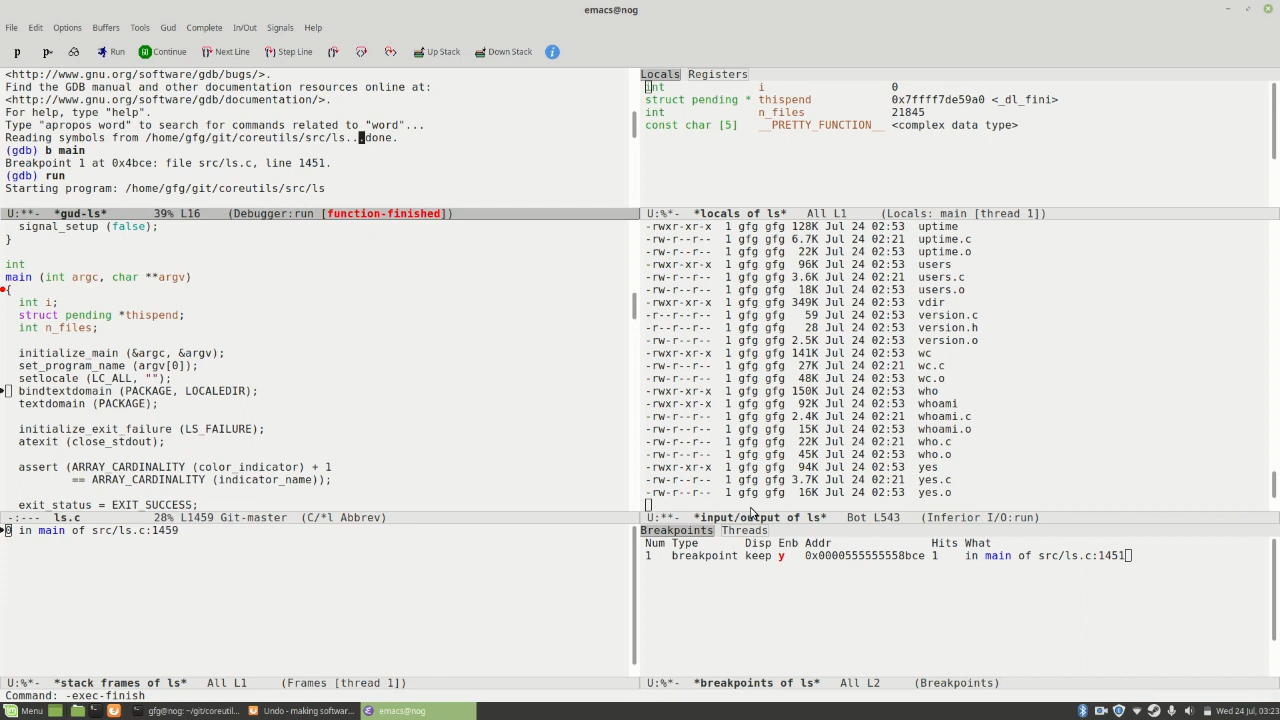 emacs@nog
File Edit Options Buffers Tools Gud Complete In/Out Signals Help
Run Continue Next Line Step Line Up Stack Down Stack
<http://www.gnu.org/software/gdb/bugs/>.
Find the GDB manual and other documentation resources online at:
<http://www.gnu.org/software/gdb/documentation/>.
For help, type "help".
Type "apropos word" to search for commands related to "word"...
Reading symbols from /home/gfg/git/coreutils/src/ls...done.
(gdb) b main
Breakpoint 1 at 0x4bce: file src/ls.c, line 1451.
(gdb) run
Starting program: /home/gfg/git/coreutils/src/ls
U:**- *gud-ls* 39% L16 (Debugger:run [function-finished])
Locals Registers
int i 0
struct pending * thispend 0x7ffff7de59a0 <_dl_fini>
int n_files 21845
const char [5] __PRETTY_FUNCTION__ <complex data type>
U:%*- *locals of ls* All L1 (Locals: main [thread 1])
signal_setup (false);
}
int
main (int argc, char **argv)
{
int i;
struct pending *thispend;
int n_files;
initialize_main (&argc, &argv);
set_program_name (argv[0]);
setlocale (LC_ALL, "");
bindtextdomain (PACKAGE, LOCALEDIR);
textdomain (PACKAGE);
initialize_exit_failure (LS_FAILURE);
atexit (close_stdout);
assert (ARRAY_CARDINALITY (color_indicator) + 1
== ARRAY_CARDINALITY (indicator_name));
exit_status = EXIT_SUCCESS;
-:--- ls.c 28% L1459 Git-master (C/*l Abbrev)
-rwxr-xr-x 1 gfg gfg 128K Jul 24 02:53 uptime
-rw-r--r-- 1 gfg gfg 6.7K Jul 24 02:21 uptime.c
-rw-r--r-- 1 gfg gfg 22K Jul 24 02:53 uptime.o
-rwxr-xr-x 1 gfg gfg 96K Jul 24 02:53 users
-rw-r--r-- 1 gfg gfg 3.6K Jul 24 02:21 users.c
-rw-r--r-- 1 gfg gfg 18K Jul 24 02:53 users.o
-rwxr-xr-x 1 gfg gfg 349K Jul 24 02:53 vdir
-r--r--r-- 1 gfg gfg 59 Jul 24 02:53 version.c
-r--r--r-- 1 gfg gfg 28 Jul 24 02:53 version.h
-rw-r--r-- 1 gfg gfg 2.5K Jul 24 02:53 version.o
-rwxr-xr-x 1 gfg gfg 141K Jul 24 02:53 wc
-rw-r--r-- 1 gfg gfg 27K Jul 24 02:21 wc.c
-rw-r--r-- 1 gfg gfg 48K Jul 24 02:53 wc.o
-rwxr-xr-x 1 gfg gfg 150K Jul 24 02:53 who
-rwxr-xr-x 1 gfg gfg 92K Jul 24 02:53 whoami
-rw-r--r-- 1 gfg gfg 2.4K Jul 24 02:21 whoami.c
-rw-r--r-- 1 gfg gfg 15K Jul 24 02:53 whoami.o
-rw-r--r-- 1 gfg gfg 22K Jul 24 02:21 who.c
-rw-r--r-- 1 gfg gfg 45K Jul 24 02:53 who.o
-rwxr-xr-x 1 gfg gfg 94K Jul 24 02:53 yes
-rw-r--r-- 1 gfg gfg 3.7K Jul 24 02:21 yes.c
-rw-r--r-- 1 gfg gfg 16K Jul 24 02:53 yes.o
U:**- *input/output of ls* Bot L543 (Inferior I/O:run)
0 in main of src/ls.c:1459
U:%*- *stack frames of ls* All L1 (Frames [thread 1])
Breakpoints Threads
Num Type Disp Enb Addr Hits What
1 breakpoint keep y 0x0000555555558bce 1 in main of src/ls.c:1451
U:%*- *breakpoints of ls* All L2 (Breakpoints)
Command: -exec-finish
Menu gfg@nog: ~/git/coreutil... Undo - making softwar... emacs@nog Wed 24 Jul, 03:23